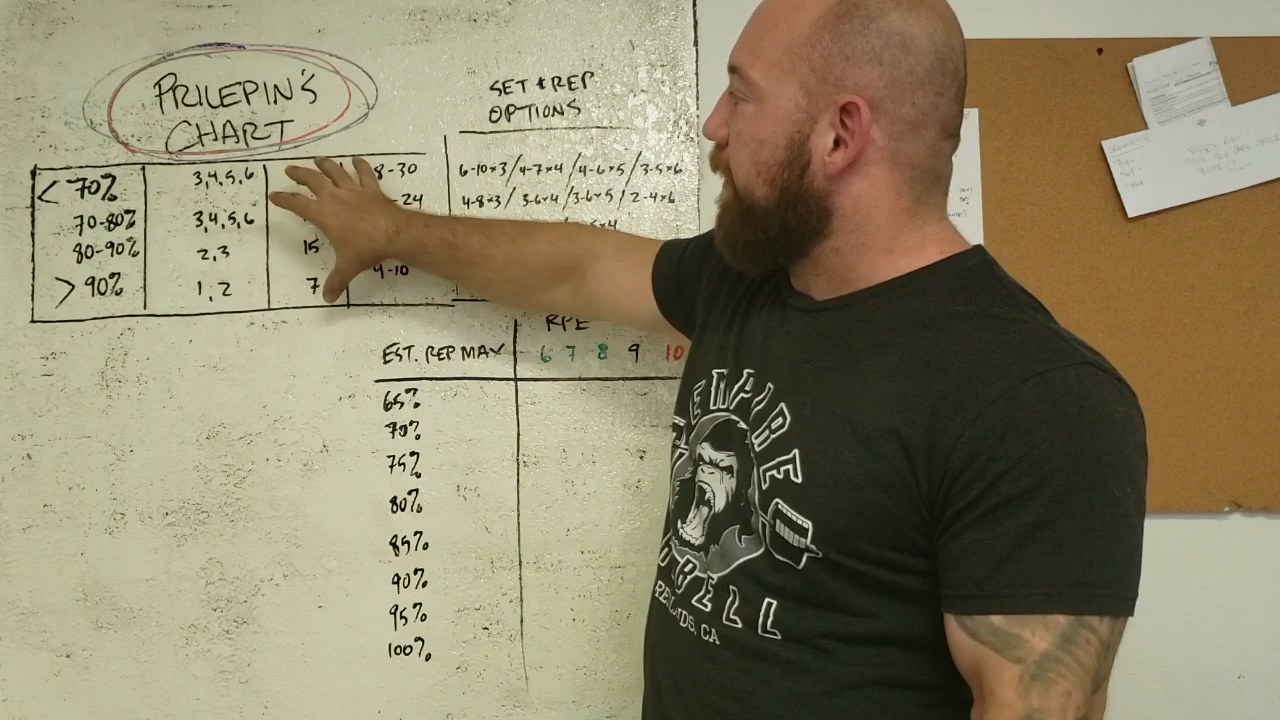 PRILEPIN'S
CHART
SET & REP
OPTIONS
< 70% 3,4,5,6 8-30 6-10×3/4-7×4/4-6×5/3-5×6
70-80% 3,4,5,6 24 4-8×3/3-6×4/3-6×5/2-4×6
80-90% 2,3 15 ×4
> 90% 1,2 7 4-10
RPE
EST. REP MAX 6 7 8 9 10
65%
70%
75%
80%
85%
90%
95%
100%
EMPIRE
BELL
REDLANDS, CA